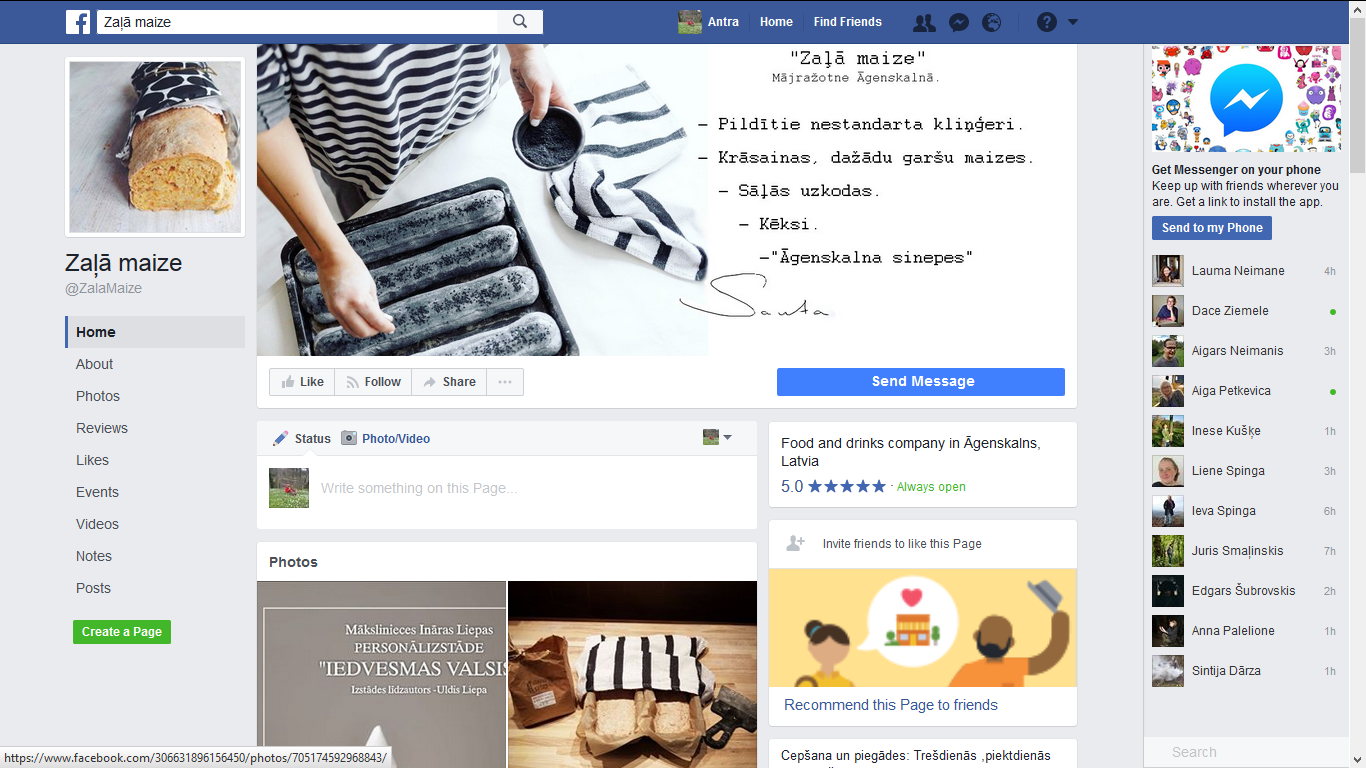 Zaļā maize
Antra
Home
Find Friends
"Zaļā maize"
Mājražotne Āgenskalnā.
- Pildītie nestandarta kliņģeri.
- Krāsainas, dažādu garšu maizes.
- Sāļās uzkodas.
- Kēksi.
-"Āgenskalna sinepes"
Santa
Zaļā maize
@ZalaMaize
Home
About
Photos
Reviews
Likes
Events
Videos
Notes
Posts
Create a Page
Like
Follow
Share
Send Message
Status
Photo/Video
Write something on this Page...
Photos
Mākslinieces Ināras Liepas
PERSONĀLIZSTĀDE
"IEDVESMAS VALSIS
Izstādes līdzautors -Uldis Liepa
Food and drinks company in Āgenskalns,
Latvia
5.0 ★★★★★ · Always open
Invite friends to like this Page
Recommend this Page to friends
Cepšana un piegādes: Trešdienās ,piektdienās
Get Messenger on your phone
Keep up with friends wherever you
are. Get a link to install the app.
Send to my Phone
Lauma Neimane 4h
Dace Ziemele
Aigars Neimanis 3h
Aiga Petkevica
Inese Kušķe 1h
Liene Spinga 3h
Ieva Spinga 6h
Juris Smaļinskis 7h
Edgars Šubrovskis 2h
Anna Palelione 1h
Sintija Dārza 1h
Search
https://www.facebook.com/306631896156450/photos/705174592968843/